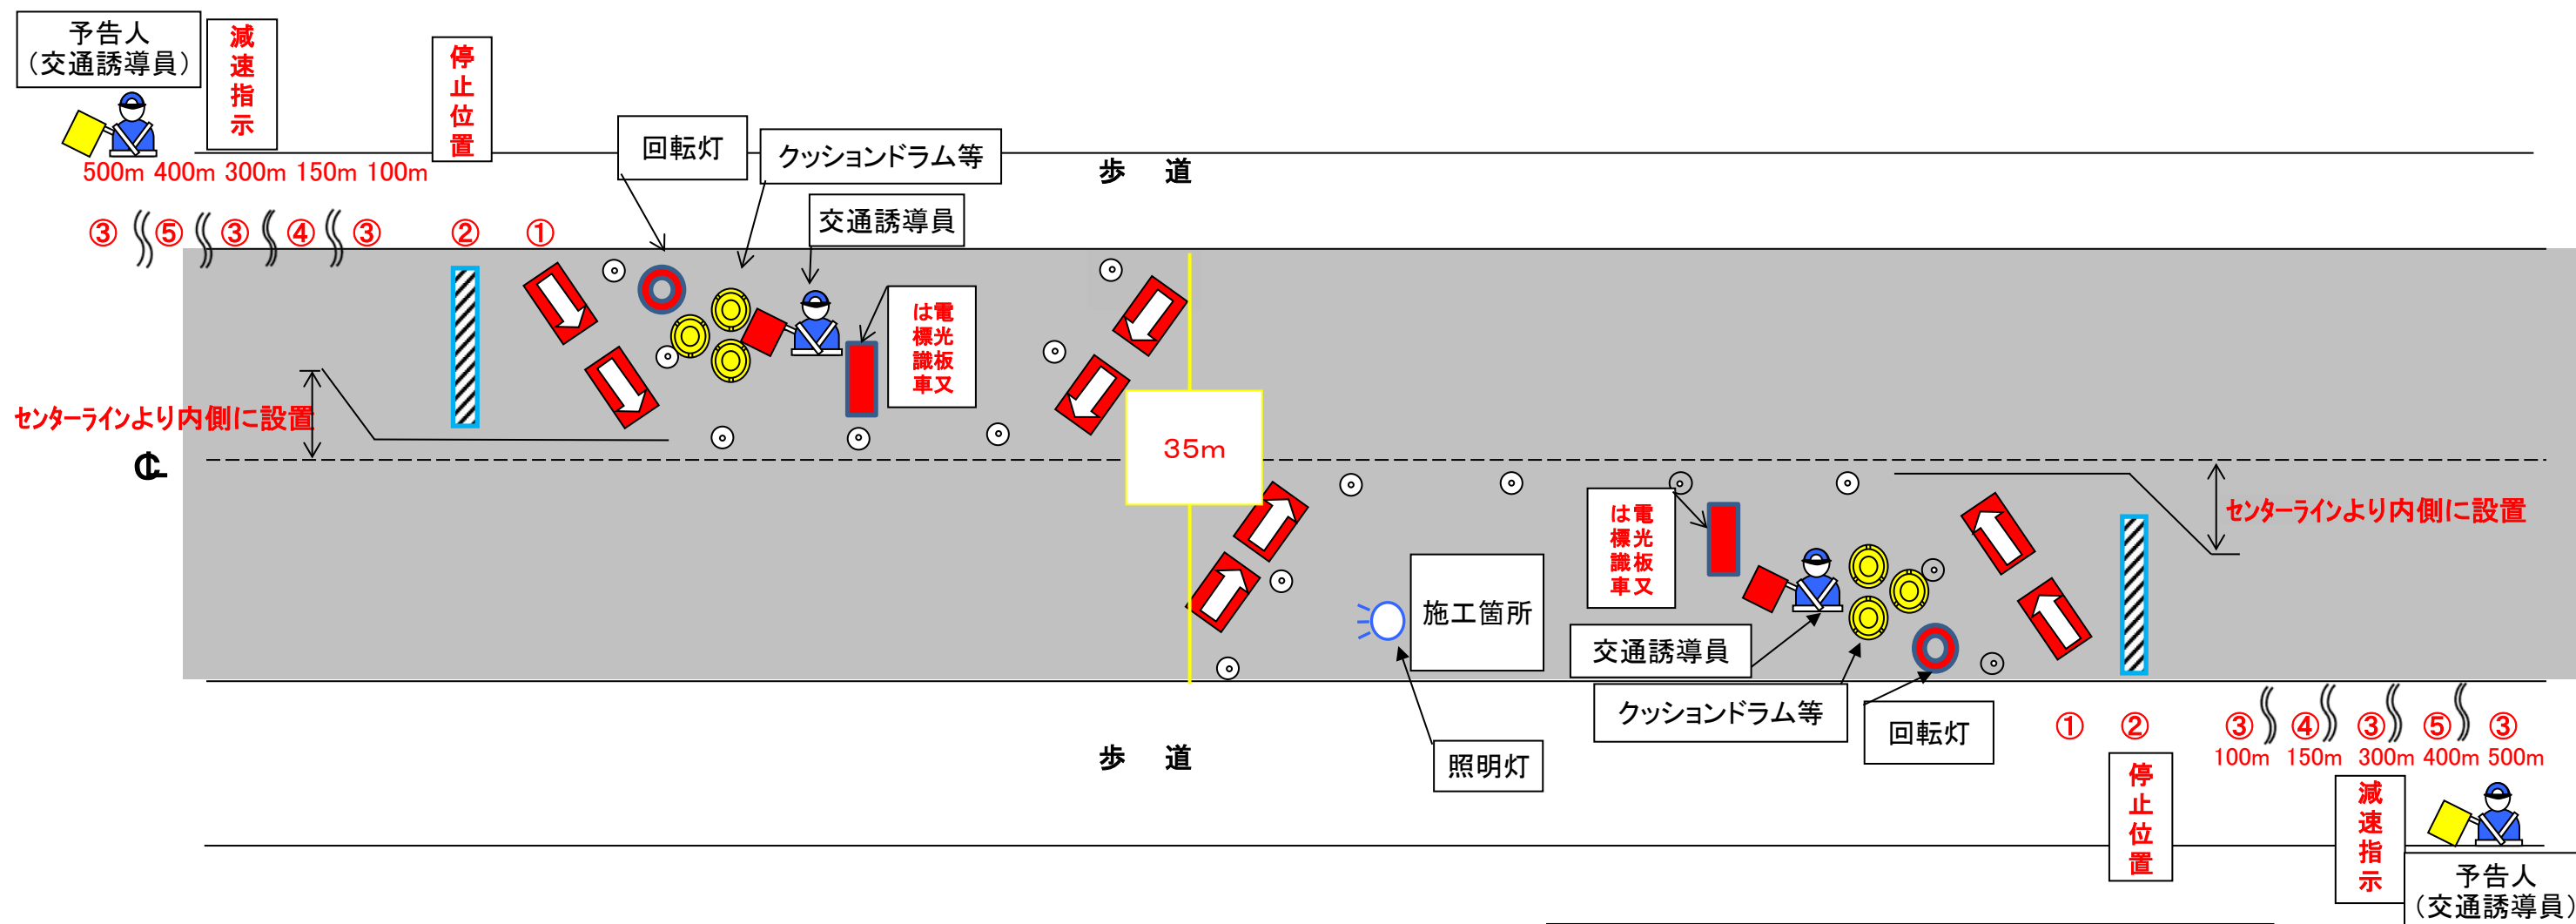 予告人
（交通誘導員）
減速指示
停止位置
回転灯
クッションドラム等
交通誘導員
歩　道
500m 400m 300m 150m 100m
③ ⑤ ③ ④ ③ ② ①
電光板又
は標識車
センターラインより内側に設置
℄
35m
電光板又
は標識車
センターラインより内側に設置
施工箇所
交通誘導員
クッションドラム等
回転灯
照明灯
歩　道
① ② ③ ④ ③ ⑤ ③
100m 150m 300m 400m 500m
停止位置
減速指示
予告人
（交通誘導員）